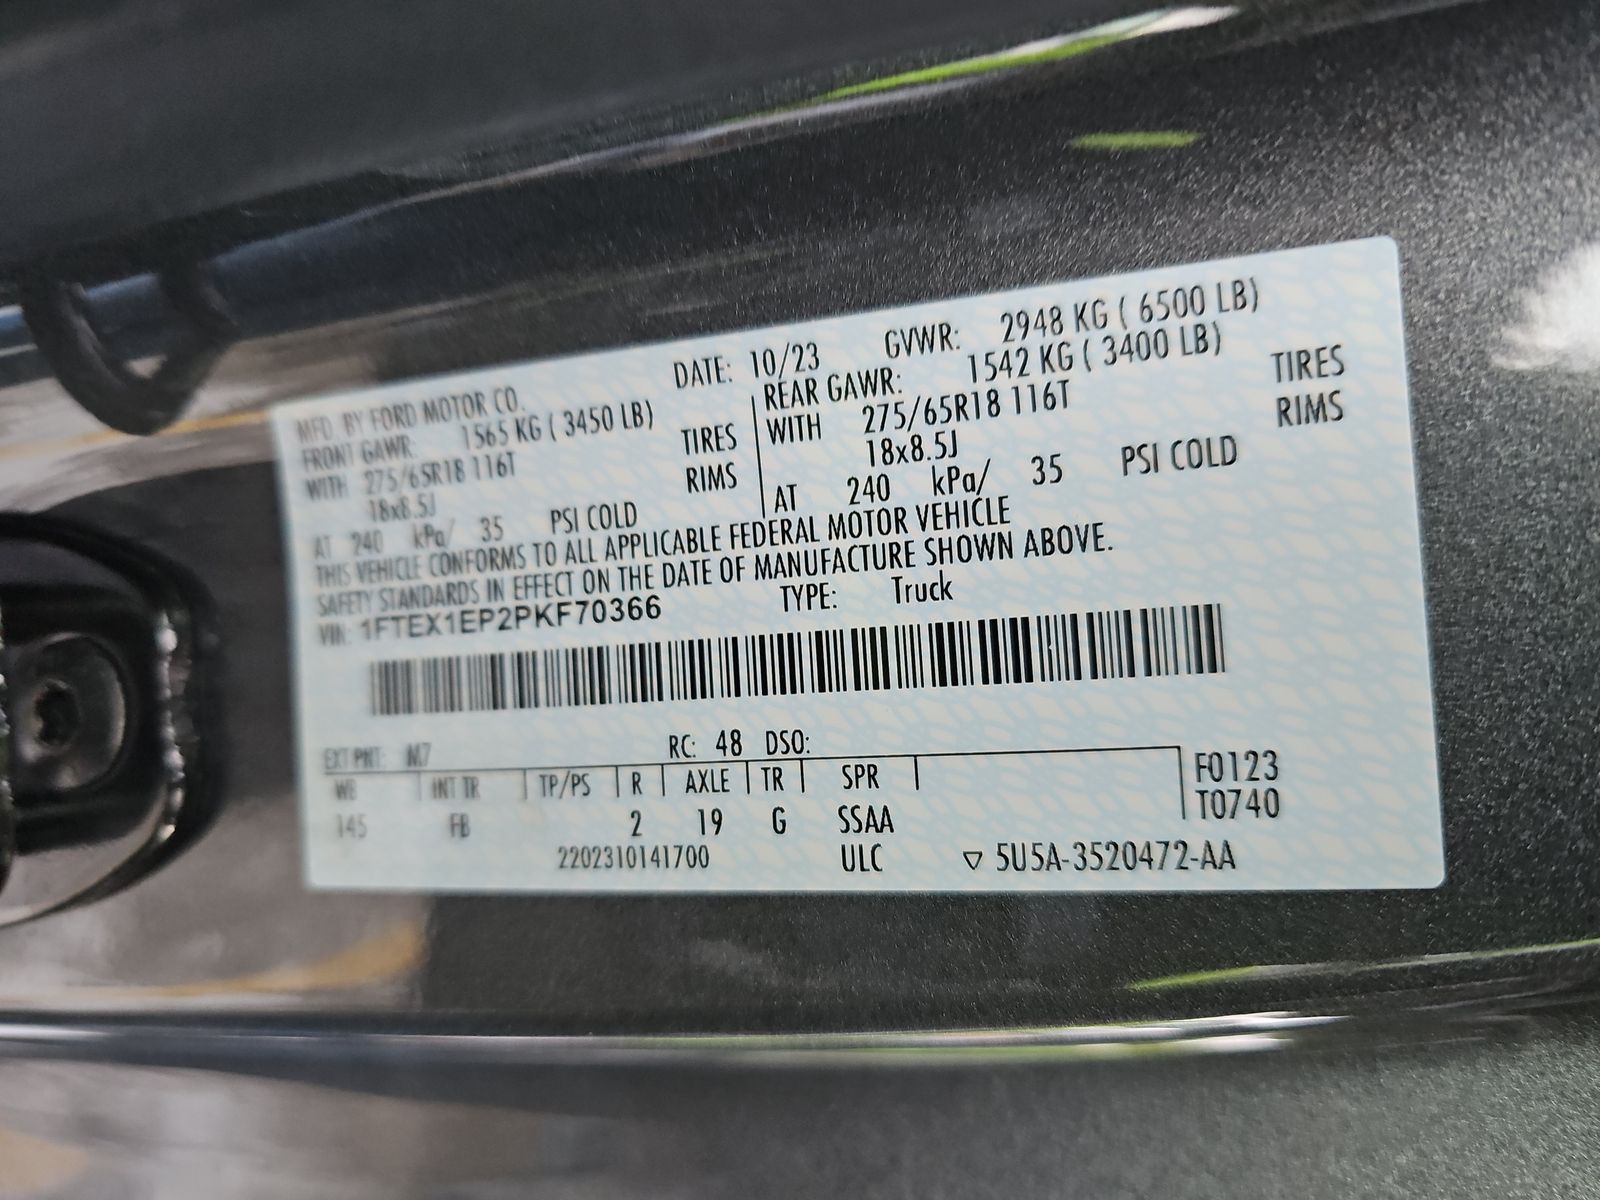 MFD. BY FORD MOTOR CO. DATE: 10/23 GVWR: 2948 KG ( 6500 LB)
FRONT GAWR: 1565 KG ( 3450 LB) REAR GAWR: 1542 KG ( 3400 LB)
WITH 275/65R18 116T TIRES WITH 275/65R18 116T TIRES
18x8.5J RIMS 18x8.5J RIMS
AT 240 kPa/ 35 PSI COLD AT 240 kPa/ 35 PSI COLD
THIS VEHICLE CONFORMS TO ALL APPLICABLE FEDERAL MOTOR VEHICLE
SAFETY STANDARDS IN EFFECT ON THE DATE OF MANUFACTURE SHOWN ABOVE.
VIN: 1FTEX1EP2PKF70366 TYPE: Truck
EXT PNT: M7 RC: 48 DSO:
WB INT TR TP/PS R AXLE TR SPR F0123
145 FB 2 19 G SSAA T0740
2202310141700 ULC ▽ 5U5A-3520472-AA